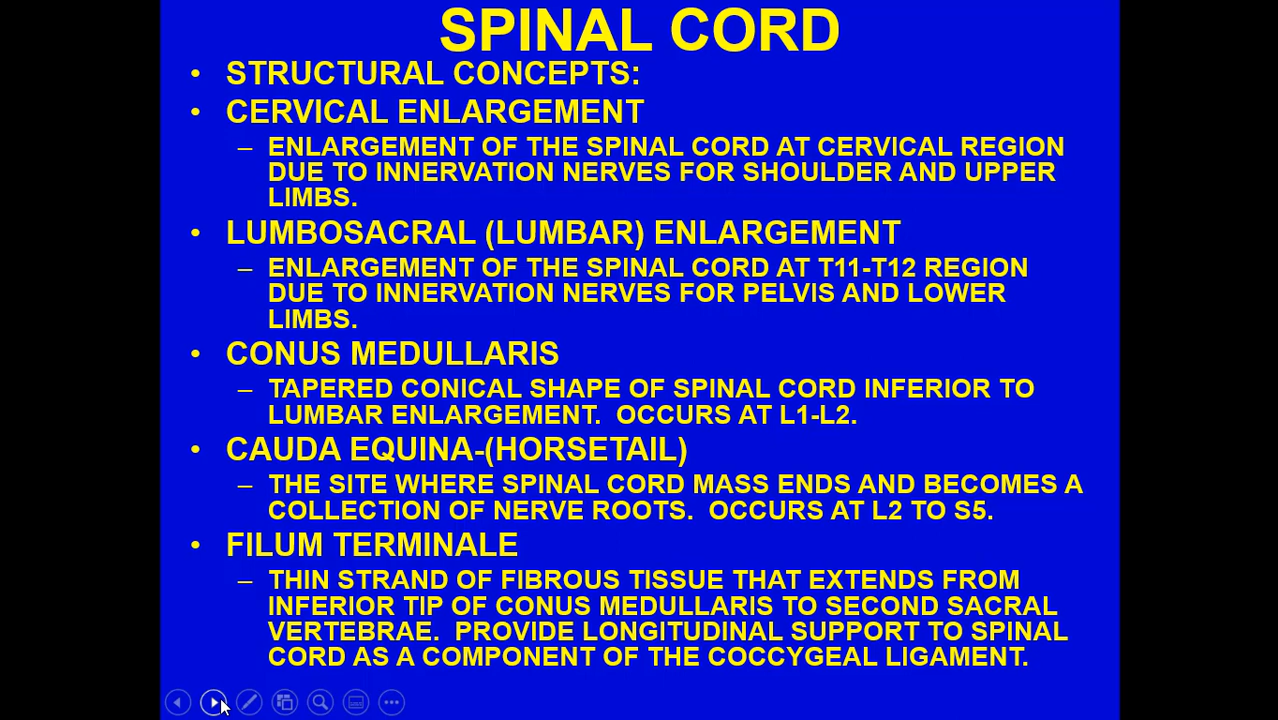 SPINAL CORD
• STRUCTURAL CONCEPTS:
• CERVICAL ENLARGEMENT
– ENLARGEMENT OF THE SPINAL CORD AT CERVICAL REGION
DUE TO INNERVATION NERVES FOR SHOULDER AND UPPER
LIMBS.
• LUMBOSACRAL (LUMBAR) ENLARGEMENT
– ENLARGEMENT OF THE SPINAL CORD AT T11-T12 REGION
DUE TO INNERVATION NERVES FOR PELVIS AND LOWER
LIMBS.
• CONUS MEDULLARIS
– TAPERED CONICAL SHAPE OF SPINAL CORD INFERIOR TO
LUMBAR ENLARGEMENT. OCCURS AT L1-L2.
• CAUDA EQUINA-(HORSETAIL)
– THE SITE WHERE SPINAL CORD MASS ENDS AND BECOMES A
COLLECTION OF NERVE ROOTS. OCCURS AT L2 TO S5.
• FILUM TERMINALE
– THIN STRAND OF FIBROUS TISSUE THAT EXTENDS FROM
INFERIOR TIP OF CONUS MEDULLARIS TO SECOND SACRAL
VERTEBRAE. PROVIDE LONGITUDINAL SUPPORT TO SPINAL
CORD AS A COMPONENT OF THE COCCYGEAL LIGAMENT.